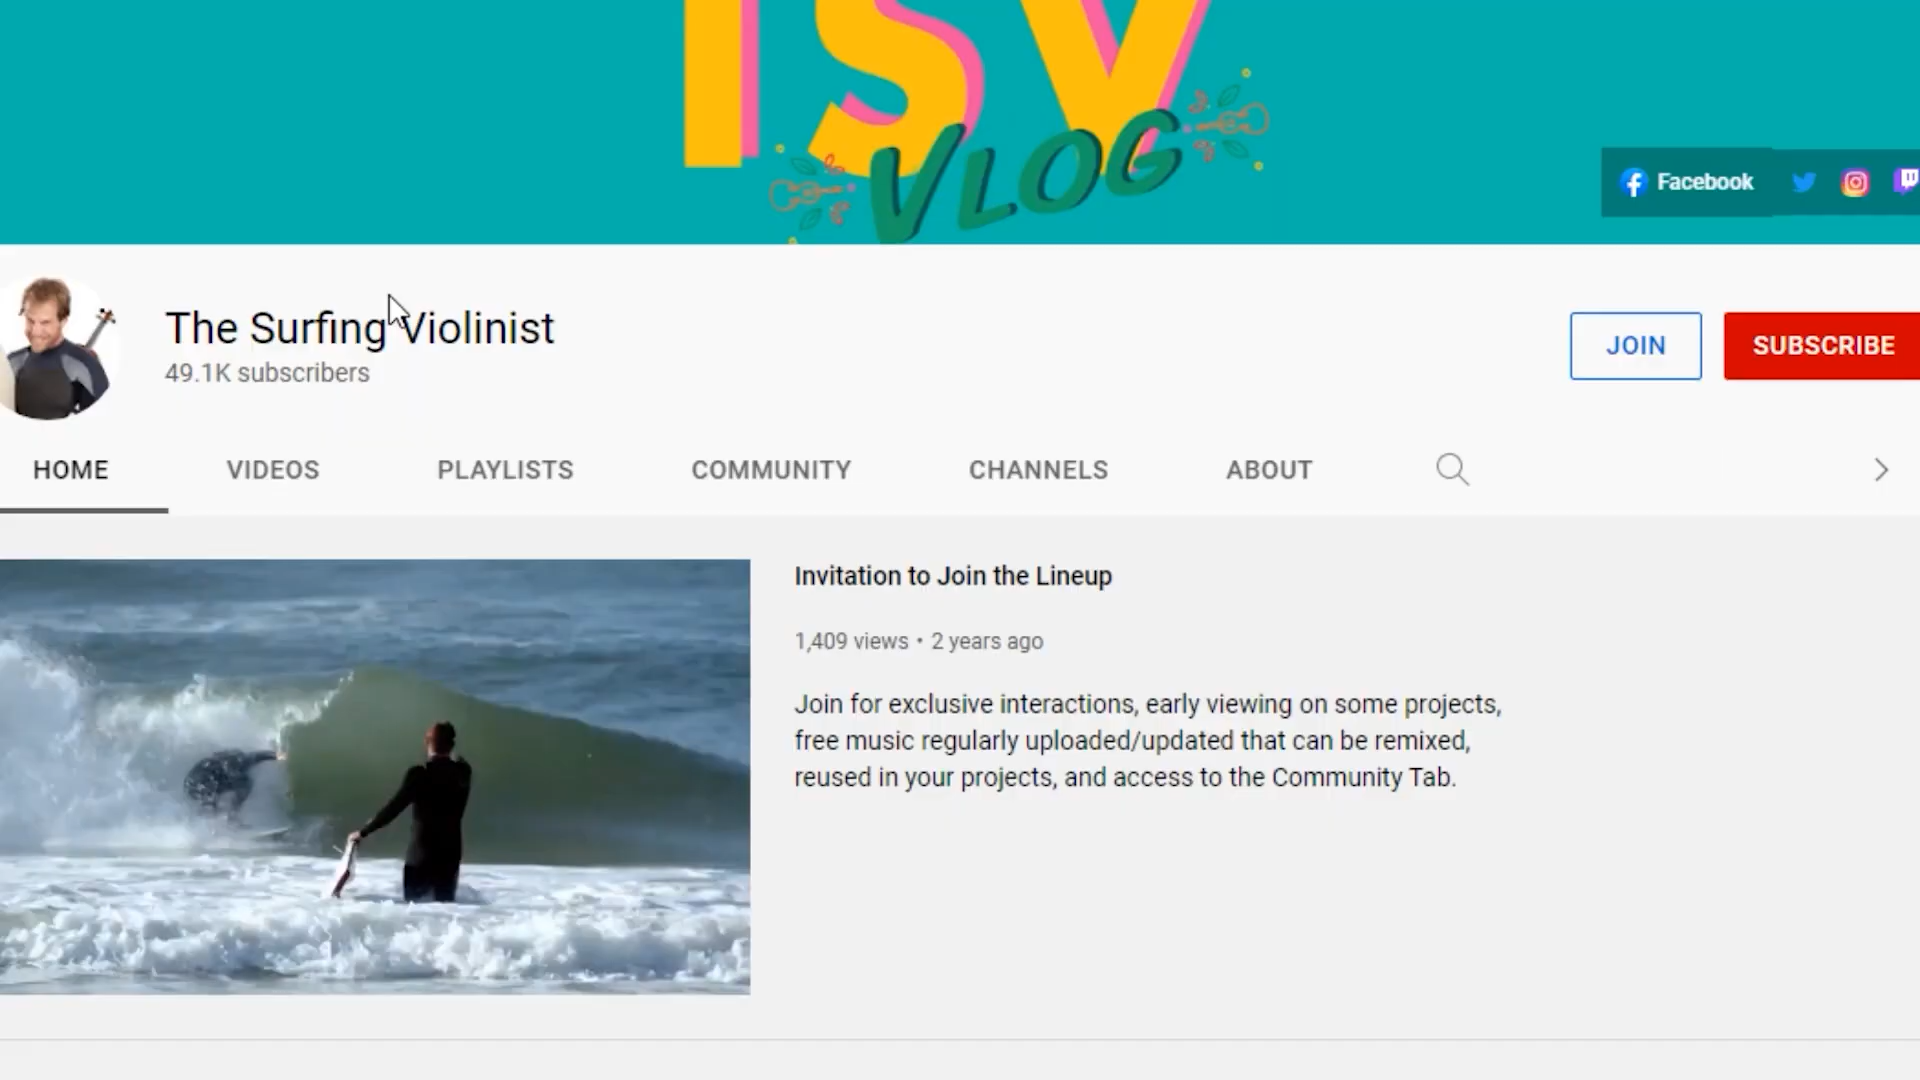 TSV
VLOG
Facebook
The Surfing Violinist
49.1K subscribers
JOIN
SUBSCRIBE
HOME
VIDEOS
PLAYLISTS
COMMUNITY
CHANNELS
ABOUT
Invitation to Join the Lineup
1,409 views • 2 years ago
Join for exclusive interactions, early viewing on some projects,
free music regularly uploaded/updated that can be remixed,
reused in your projects, and access to the Community Tab.